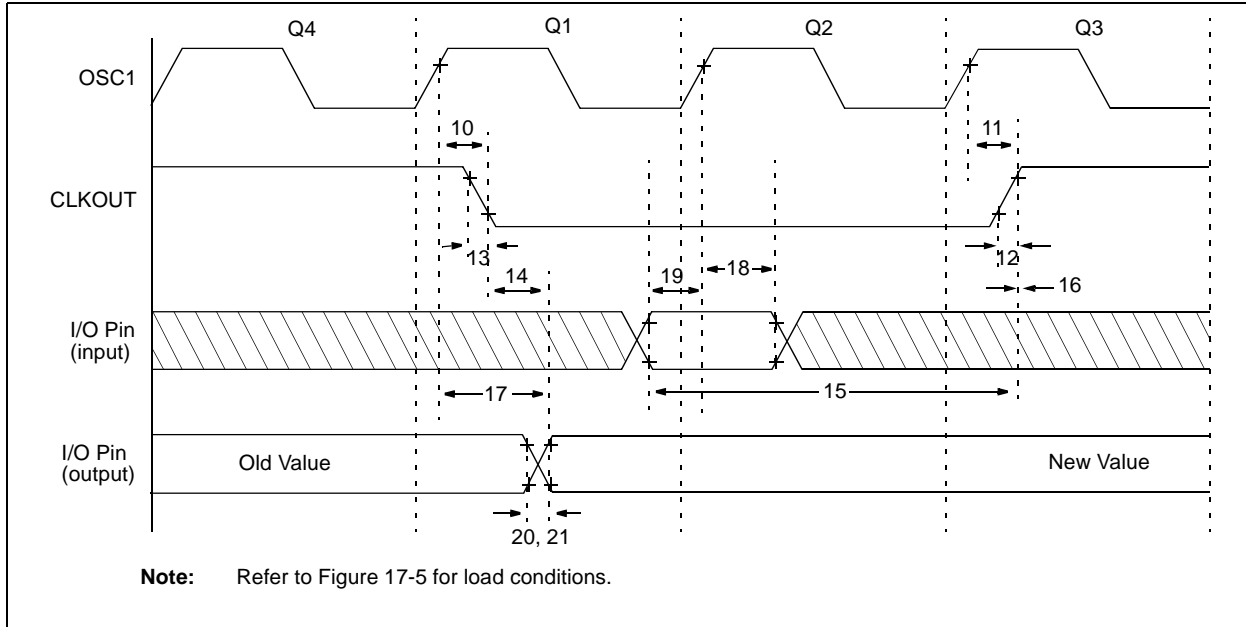 Q4 Q1 Q2 Q3
OSC1
10 11
CLKOUT
13 12
14 19 18 16
I/O Pin
(input)
17 15
I/O Pin
(output)
Old Value New Value
20, 21
Note: Refer to Figure 17-5 for load conditions.